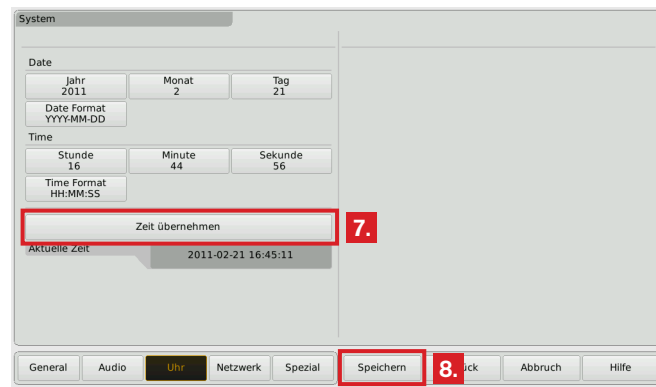 System
Date
Jahr Monat Tag
2011 2 21
Date Format
YYYY-MM-DD
Time
Stunde Minute Sekunde
16 44 56
Time Format
HH:MM:SS
Zeit übernehmen 7.
Aktuelle Zeit 2011-02-21 16:45:11
General Audio Uhr Netzwerk Spezial Speichern 8. Abbruch Hilfe